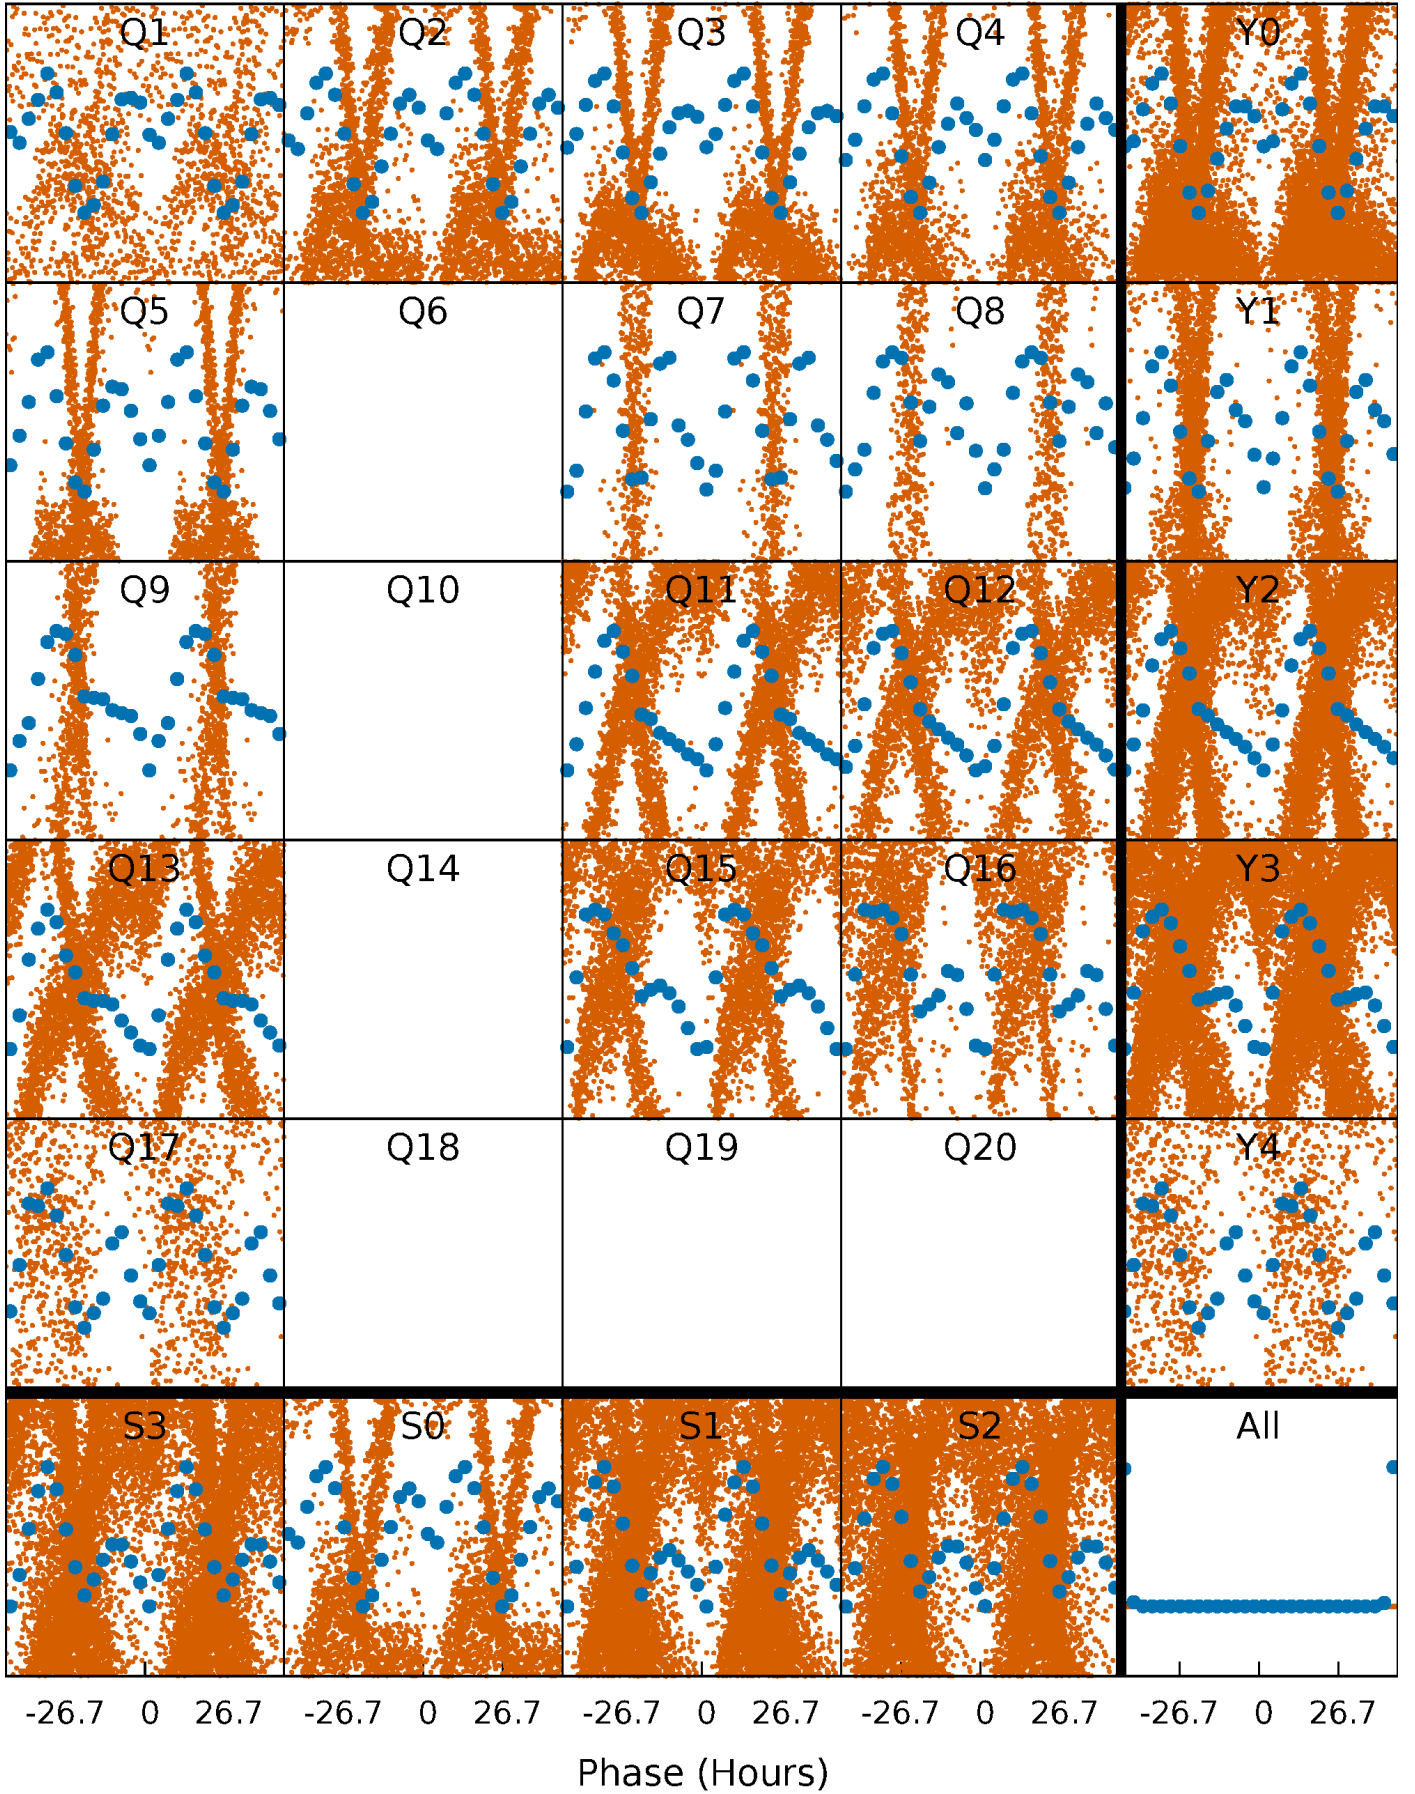 Q1 Q2 Q3 Q4 Y0
Q5 Q6 Q7 Q8 Y1
Q9 Q10 Q11 Q12 Y2
Q13 Q14 Q15 Q16 Y3
Q17 Q18 Q19 Q20 Y4
S3 S0 S1 S2 All
-26.7 0 26.7 -26.7 0 26.7 -26.7 0 26.7 -26.7 0 26.7 -26.7 0 26.7
Phase (Hours)